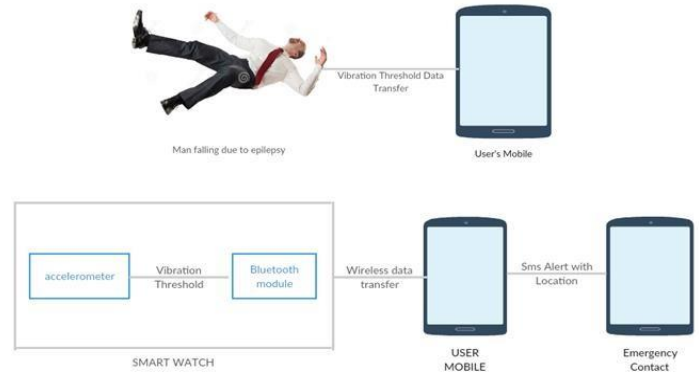 Vibration Threshold Data
Transfer
Man falling due to epilepsy
User's Mobile
accelerometer
Vibration
Threshold
Bluetooth
module
Wireless data
transfer
Sms Alert with
Location
SMART WATCH
USER
MOBILE
Emergency
Contact